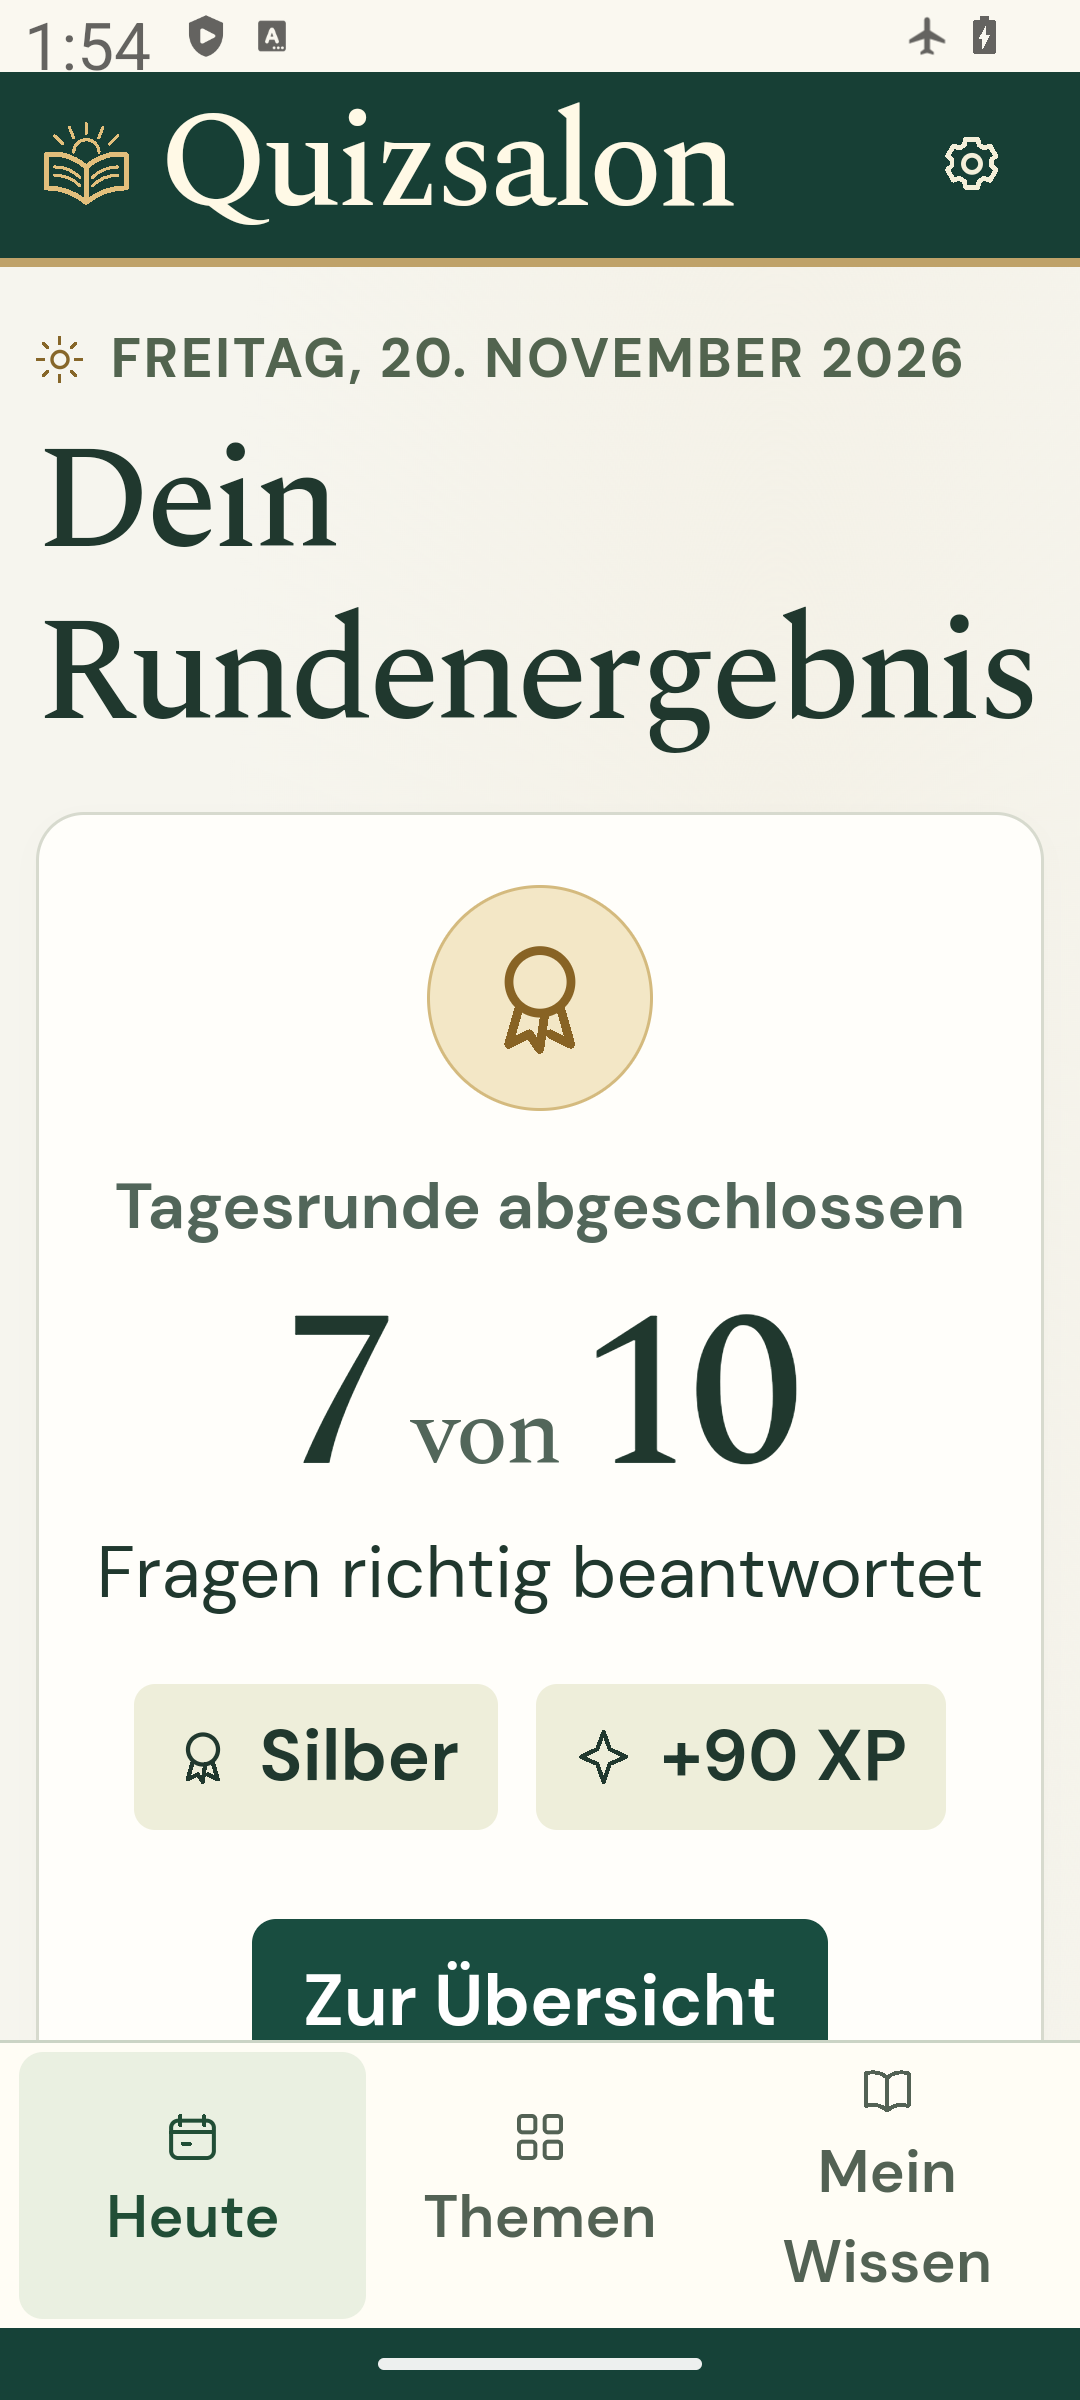 1:54
Quizsalon
FREITAG, 20. NOVEMBER 2026
Dein
Rundenergebnis
Tagesrunde abgeschlossen
7 von 10
Fragen richtig beantwortet
Silber
+90 XP
Zur Übersicht
Heute
Themen
Mein
Wissen